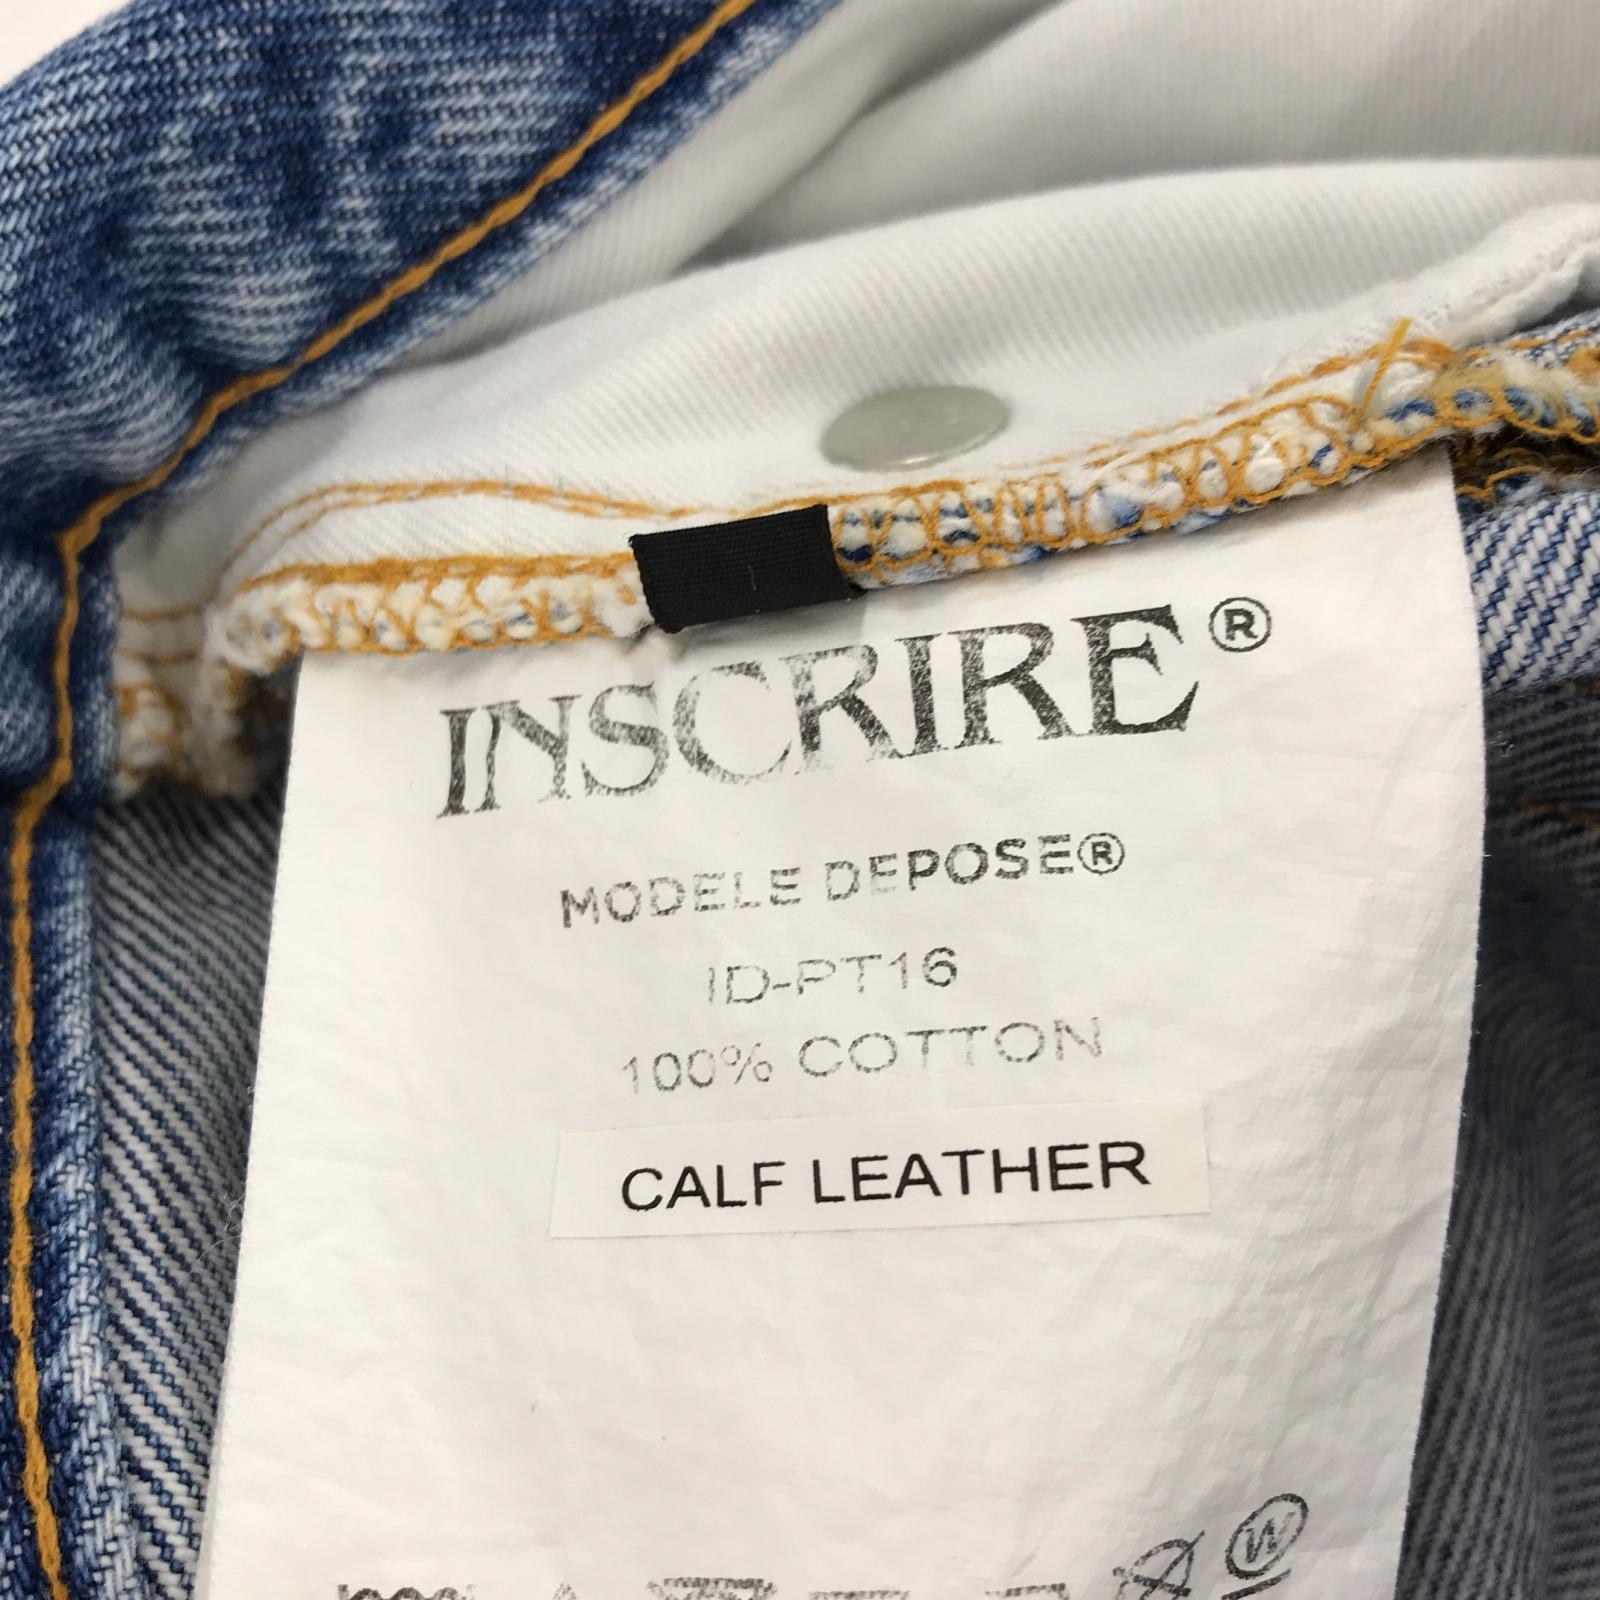 INSCRIRE®
MODELE DEPOSE®
ID-PT16
100% COTTON
CALF LEATHER
W